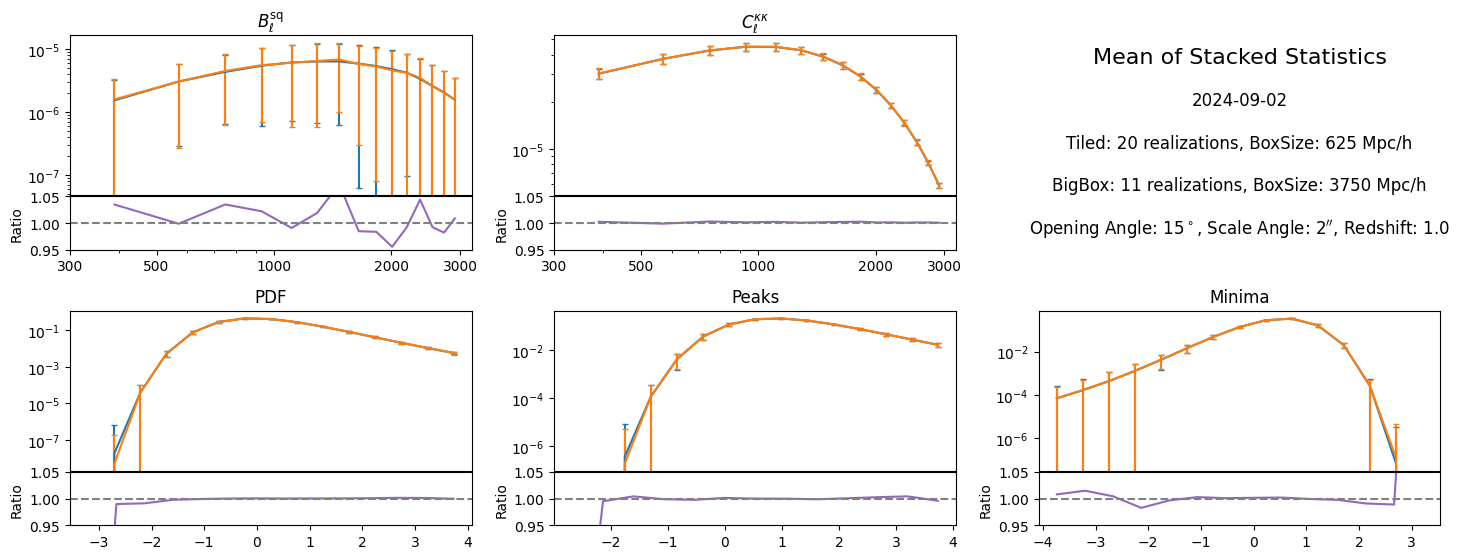 B_ℓ^sq
10⁻⁵
10⁻⁶
10⁻⁷
1.05
1.00
0.95
Ratio
300 500 1000 2000 3000
C_ℓ^κκ
10⁻⁵
1.05
1.00
0.95
Ratio
300 500 1000 2000 3000
Mean of Stacked Statistics
2024-09-02
Tiled: 20 realizations, BoxSize: 625 Mpc/h
BigBox: 11 realizations, BoxSize: 3750 Mpc/h
Opening Angle: 15°, Scale Angle: 2′′, Redshift: 1.0
PDF
10⁻¹
10⁻³
10⁻⁵
10⁻⁷
1.05
1.00
0.95
Ratio
−3 −2 −1 0 1 2 3 4
Peaks
10⁻²
10⁻⁴
10⁻⁶
1.05
1.00
0.95
Ratio
−2 −1 0 1 2 3 4
Minima
10⁻²
10⁻⁴
10⁻⁶
1.05
1.00
0.95
Ratio
−4 −3 −2 −1 0 1 2 3